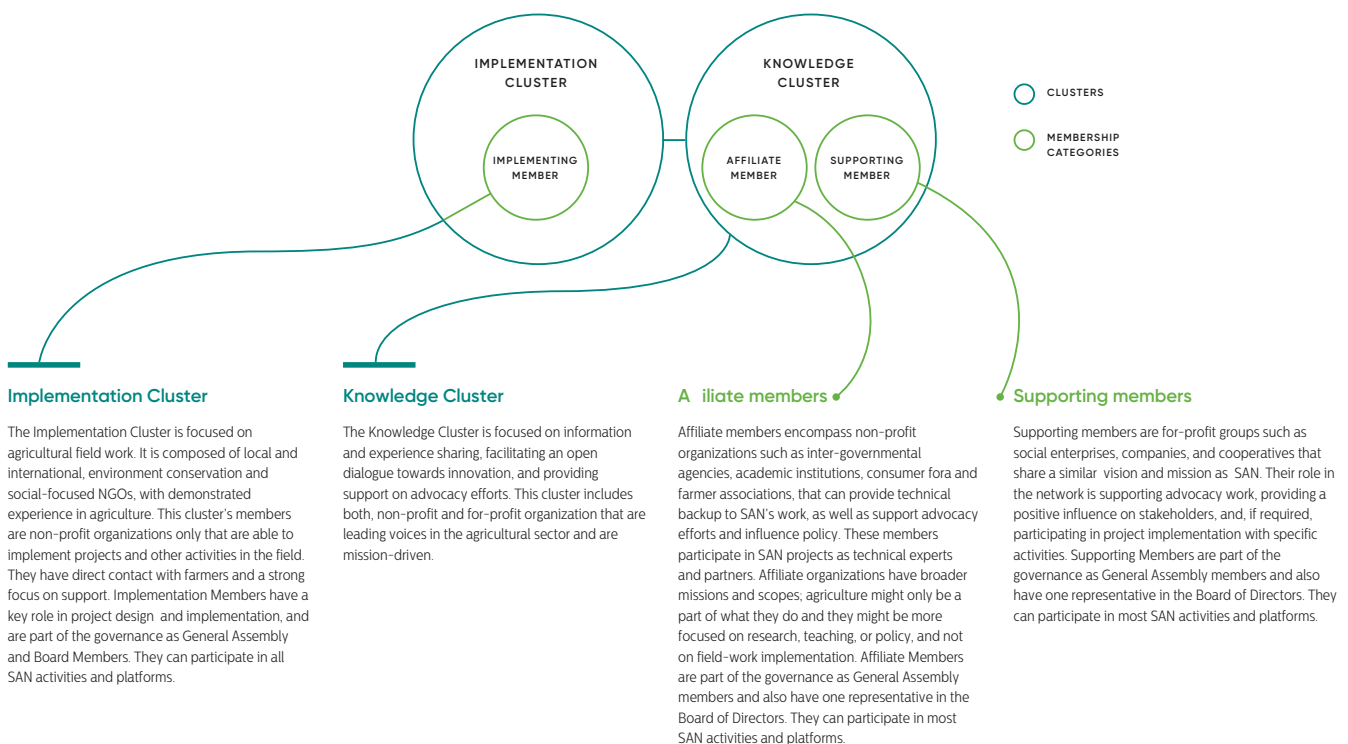 IMPLEMENTATION
CLUSTER
KNOWLEDGE
CLUSTER
IMPLEMENTING
MEMBER
AFFILIATE
MEMBER
SUPPORTING
MEMBER
CLUSTERS
MEMBERSHIP
CATEGORIES
Implementation Cluster
The Implementation Cluster is focused on
agricultural field work. It is composed of local and
international, environment conservation and
social-focused NGOs, with demonstrated
experience in agriculture. This cluster's members
are non-profit organizations only that are able to
implement projects and other activities in the field.
They have direct contact with farmers and a strong
focus on support. Implementation Members have a
key role in project design and implementation, and
are part of the governance as General Assembly
and Board Members. They can participate in all
SAN activities and platforms.
Knowledge Cluster
The Knowledge Cluster is focused on information
and experience sharing, facilitating an open
dialogue towards innovation, and providing
support on advocacy efforts. This cluster includes
both, non-profit and for-profit organization that are
leading voices in the agricultural sector and are
mission-driven.
A iliate members
Affiliate members encompass non-profit
organizations such as inter-governmental
agencies, academic institutions, consumer fora and
farmer associations, that can provide technical
backup to SAN's work, as well as support advocacy
efforts and influence policy. These members
participate in SAN projects as technical experts
and partners. Affiliate organizations have broader
missions and scopes; agriculture might only be a
part of what they do and they might be more
focused on research, teaching, or policy, and not
on field-work implementation. Affiliate Members
are part of the governance as General Assembly
members and also have one representative in the
Board of Directors. They can participate in most
SAN activities and platforms.
Supporting members
Supporting members are for-profit groups such as
social enterprises, companies, and cooperatives that
share a similar vision and mission as SAN. Their role in
the network is supporting advocacy work, providing a
positive influence on stakeholders, and, if required,
participating in project implementation with specific
activities. Supporting Members are part of the
governance as General Assembly members and also
have one representative in the Board of Directors. They
can participate in most SAN activities and platforms.